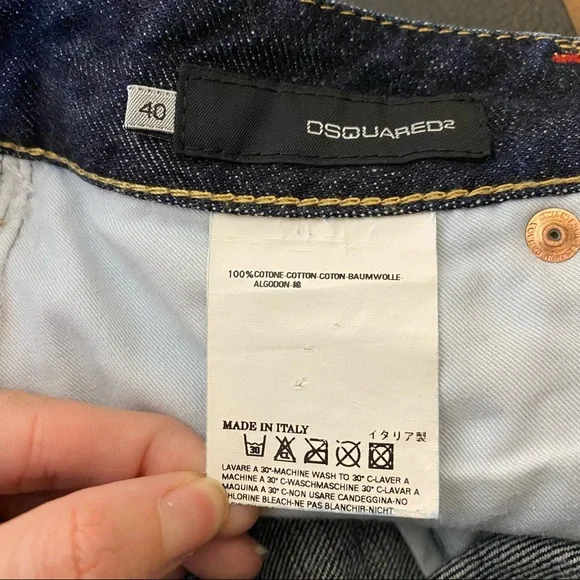 40
DSQUARED2
100%COTONE-COTTON-COTON-BAUMWOLLE-
ALGODON-綿
MADE IN ITALY イタリア製
30
LAVARE A 30°-MACHINE WASH TO 30° C-LAVER A
MACHINE A 30° C-WASCHMASCHINE 30° C-LAVAR A
MAQUINA A 30° C-NON USARE CANDEGGINA-NO
CHLORINE BLEACH-NE PAS BLANCHIR-NICHT